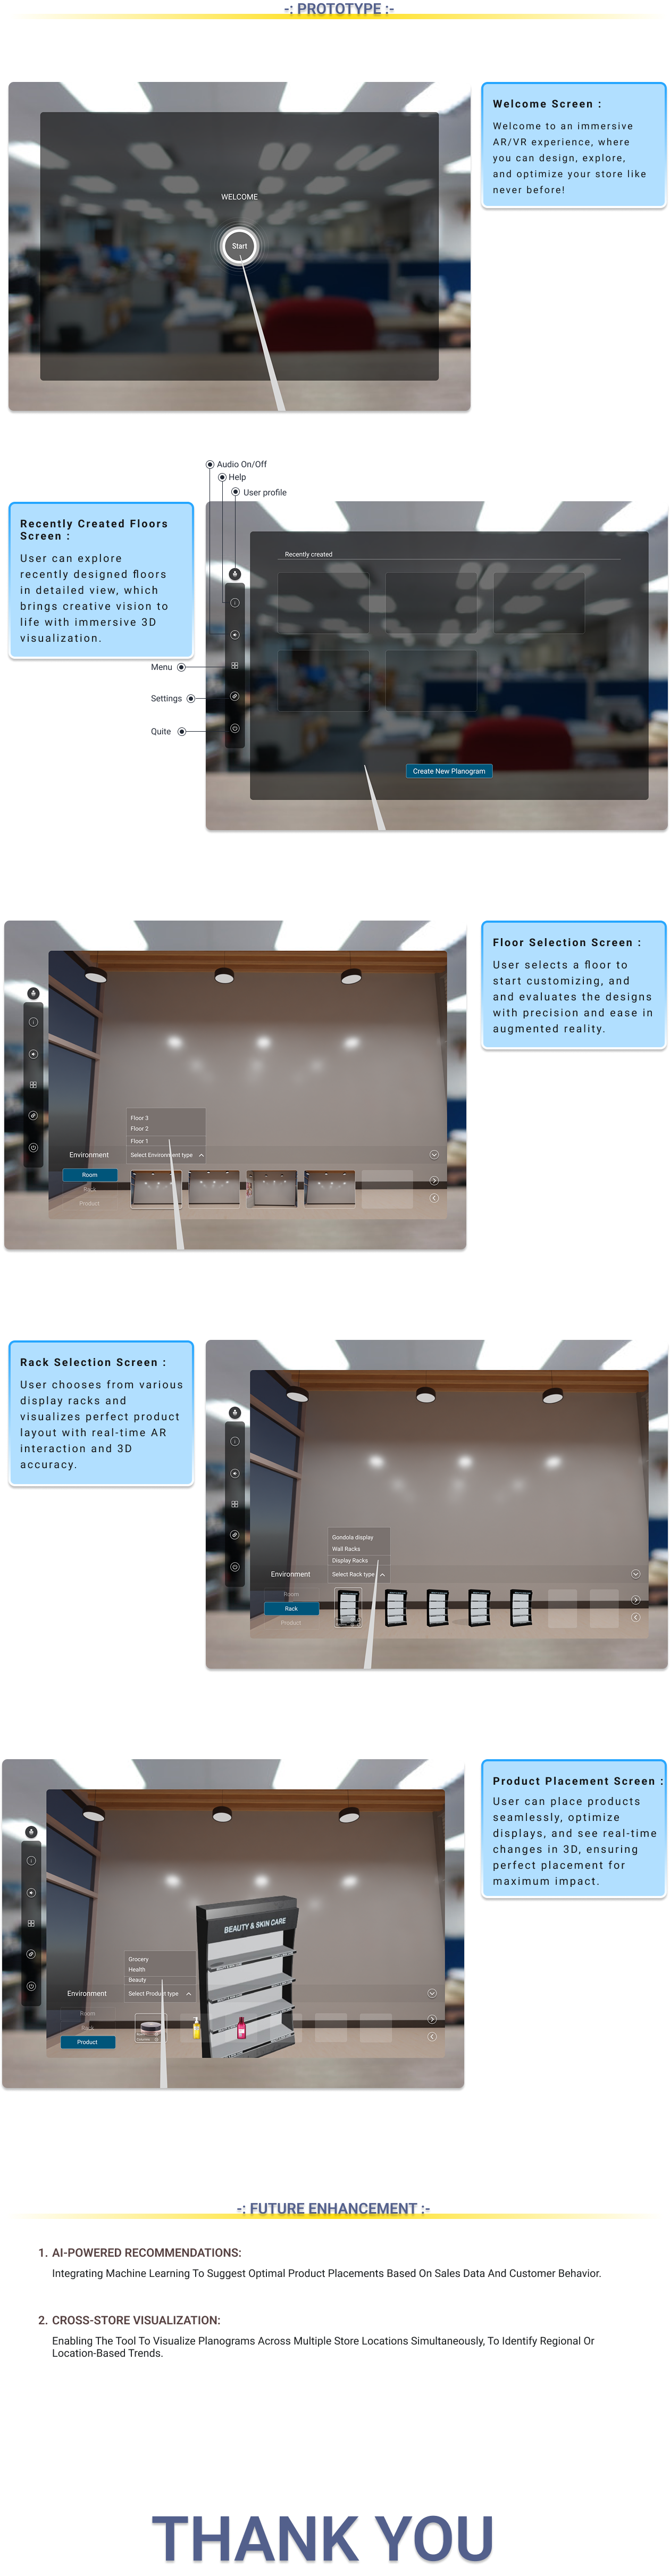 -: PROTOTYPE :-
Welcome Screen :
Welcome to an immersive
AR/VR experience, where
you can design, explore,
and optimize your store like
never before!
WELCOME
Start
Audio On/Off
Help
User profile
Recently Created Floors
Screen :
User can explore
recently designed floors
in detailed view, which
brings creative vision to
life with immersive 3D
visualization.
Recently created
Menu
Settings
Quite
Create New Planogram
Floor Selection Screen :
User selects a floor to
start customizing, and
and evaluates the designs
with precision and ease in
augmented reality.
Floor 3
Floor 2
Floor 1
Environment
Select Environment type
Room
Rack
Product
Rack Selection Screen :
User chooses from various
display racks and
visualizes perfect product
layout with real-time AR
interaction and 3D
accuracy.
Gondola display
Wall Racks
Display Racks
Environment
Select Rack type
Room
Rack
Product
Product Placement Screen :
User can place products
seamlessly, optimize
displays, and see real-time
changes in 3D, ensuring
perfect placement for
maximum impact.
BEAUTY & SKIN CARE
Grocery
Health
Beauty
Environment
Select Product type
Room
Product
-: FUTURE ENHANCEMENT :-
1. AI-POWERED RECOMMENDATIONS:
Integrating Machine Learning To Suggest Optimal Product Placements Based On Sales Data And Customer Behavior.
2. CROSS-STORE VISUALIZATION:
Enabling The Tool To Visualize Planograms Across Multiple Store Locations Simultaneously, To Identify Regional Or
Location-Based Trends.
THANK YOU